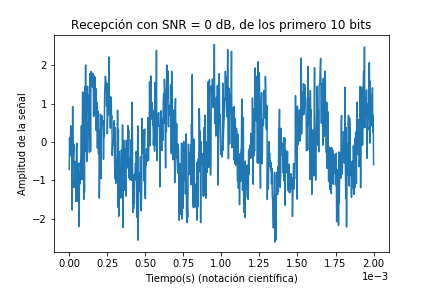 Recepción con SNR = 0 dB, de los primero 10 bits
Amplitud de la señal
2
1
0
−1
−2
0.00 0.25 0.50 0.75 1.00 1.25 1.50 1.75 2.00
1e−3
Tiempo(s) (notación científica)